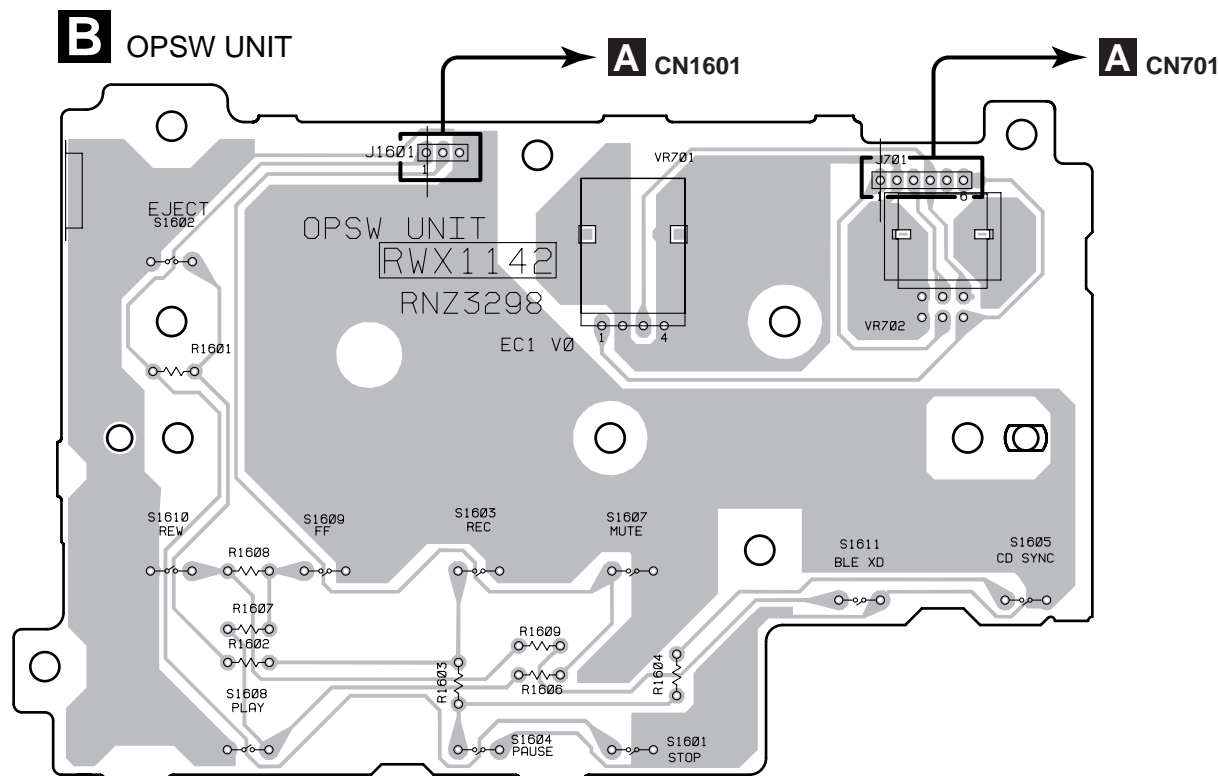 B OPSW UNIT
A CN1601
A CN701
J1601
1
VR701
J701
1 6
EJECT
S1602
OPSW UNIT
RWX1142
RNZ3298
EC1 V0
1 4
VR702
R1601
S1610
REW
S1609
FF
S1603
REC
S1607
MUTE
S1611
BLE XD
S1605
CD SYNC
R1608
R1607
R1602
R1609
R1603
R1606
R1604
S1608
PLAY
S1604
PAUSE
S1601
STOP